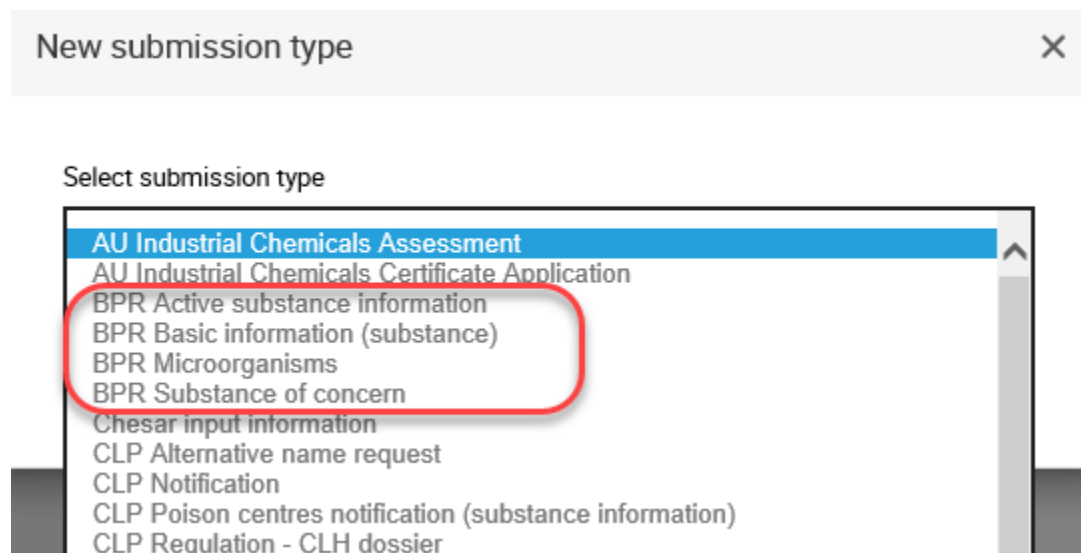 New submission type
Select submission type
AU Industrial Chemicals Assessment
AU Industrial Chemicals Certificate Application
BPR Active substance information
BPR Basic information (substance)
BPR Microorganisms
BPR Substance of concern
Chesar input information
CLP Alternative name request
CLP Notification
CLP Poison centres notification (substance information)
CLP Regulation - CLH dossier